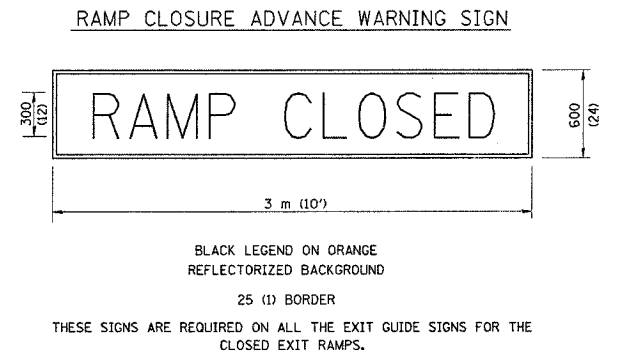 RAMP CLOSURE ADVANCE WARNING SIGN
300
(12)
RAMP CLOSED
600
(24)
3 m (10')
BLACK LEGEND ON ORANGE
REFLECTORIZED BACKGROUND
25 (1) BORDER
THESE SIGNS ARE REQUIRED ON ALL THE EXIT GUIDE SIGNS FOR THE
CLOSED EXIT RAMPS.